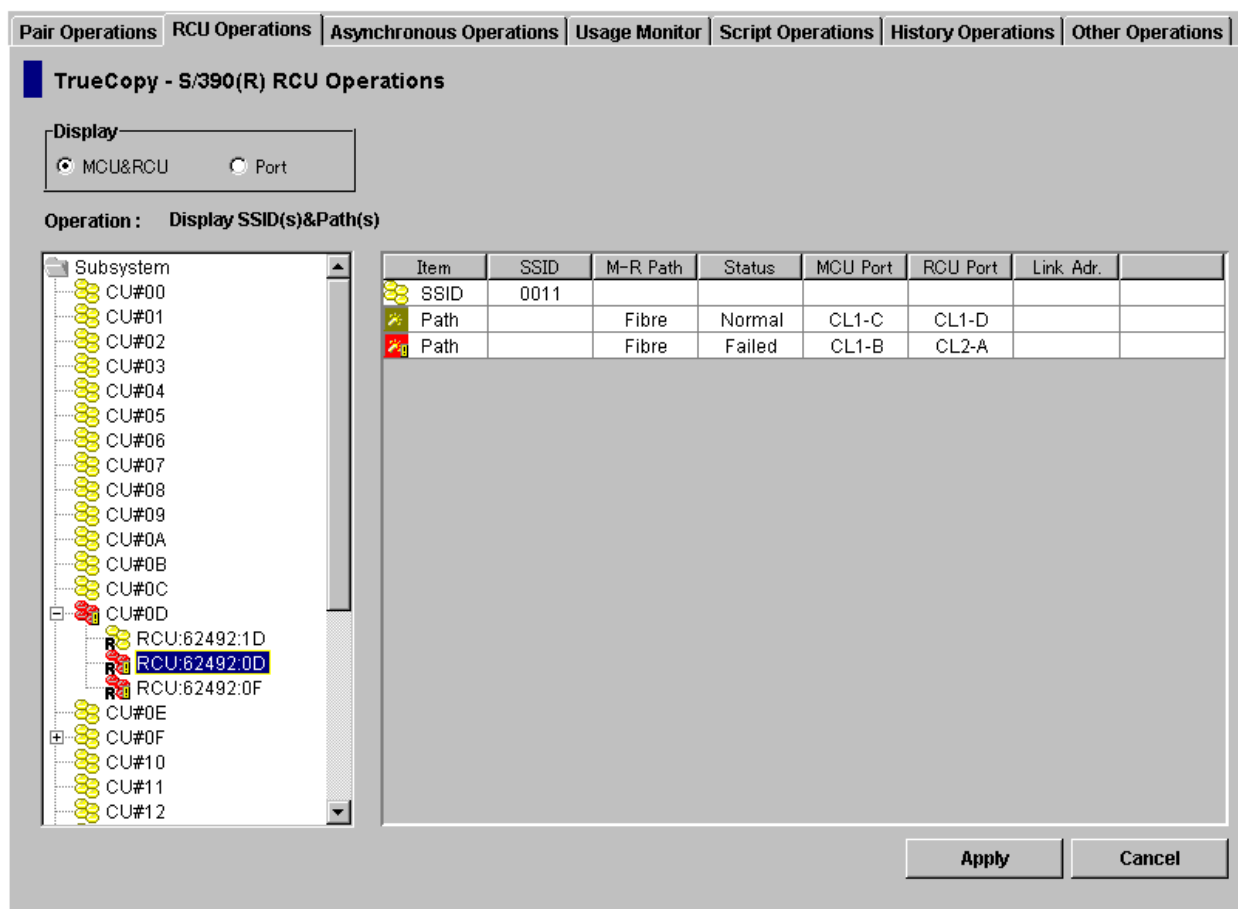 Pair Operations RCU Operations Asynchronous Operations Usage Monitor Script Operations History Operations Other Operations
TrueCopy - S/390(R) RCU Operations
Display
MCU&RCU Port
Operation : Display SSID(s)&Path(s)
Subsystem
CU#00
CU#01
CU#02
CU#03
CU#04
CU#05
CU#06
CU#07
CU#08
CU#09
CU#0A
CU#0B
CU#0C
CU#0D
R RCU:62492:1D
R RCU:62492:0D
R RCU:62492:0F
CU#0E
CU#0F
CU#10
CU#11
CU#12
Item SSID M-R Path Status MCU Port RCU Port Link Adr.
SSID 0011
Path Fibre Normal CL1-C CL1-D
Path Fibre Failed CL1-B CL2-A
Apply Cancel